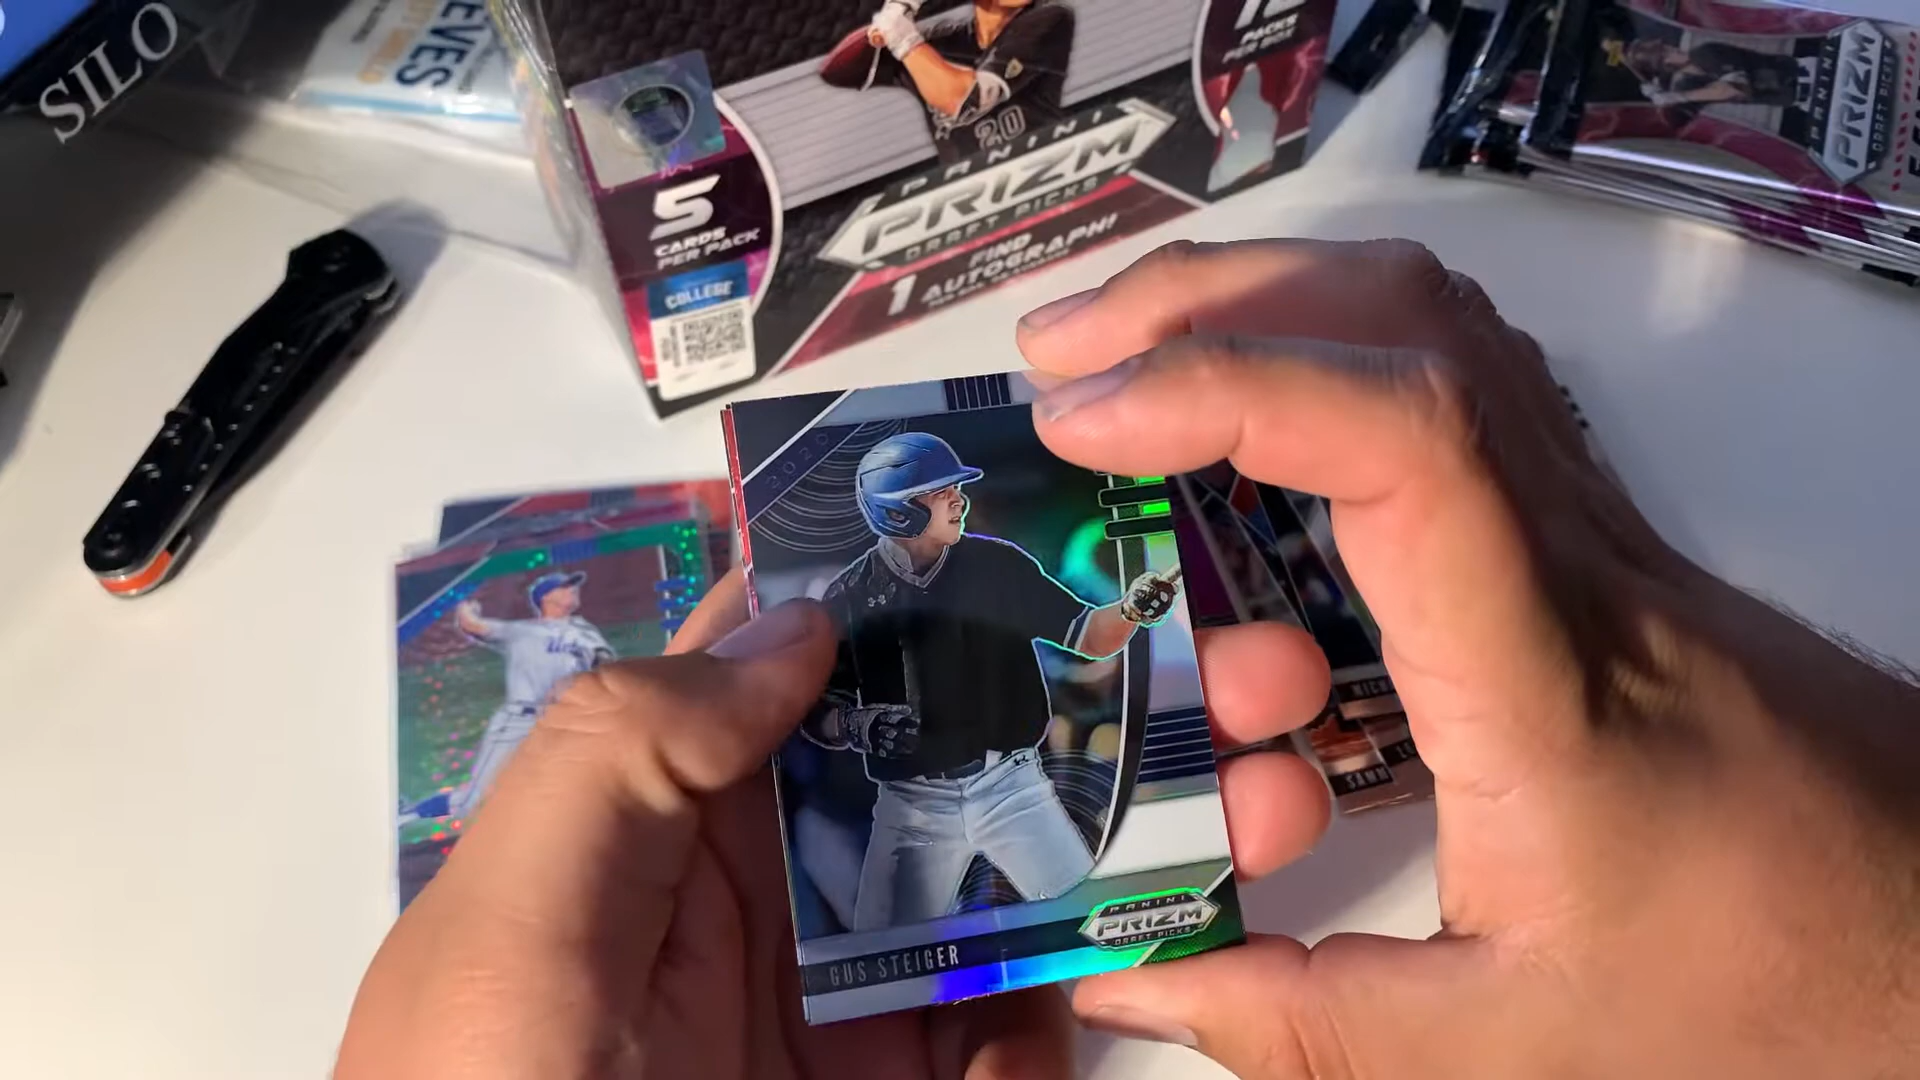 SILO
EVES
5
CARDS
PER PACK
COLLEGE
20
PANINI
PRIZM
DRAFT PICKS
FIND
1 AUTOGRAPH!
12
PACKS
PER BOX
PANINI
PRIZM
DRAFT PICKS
2020
GUS STEIGER
PANINI
PRIZM
DRAFT PICKS